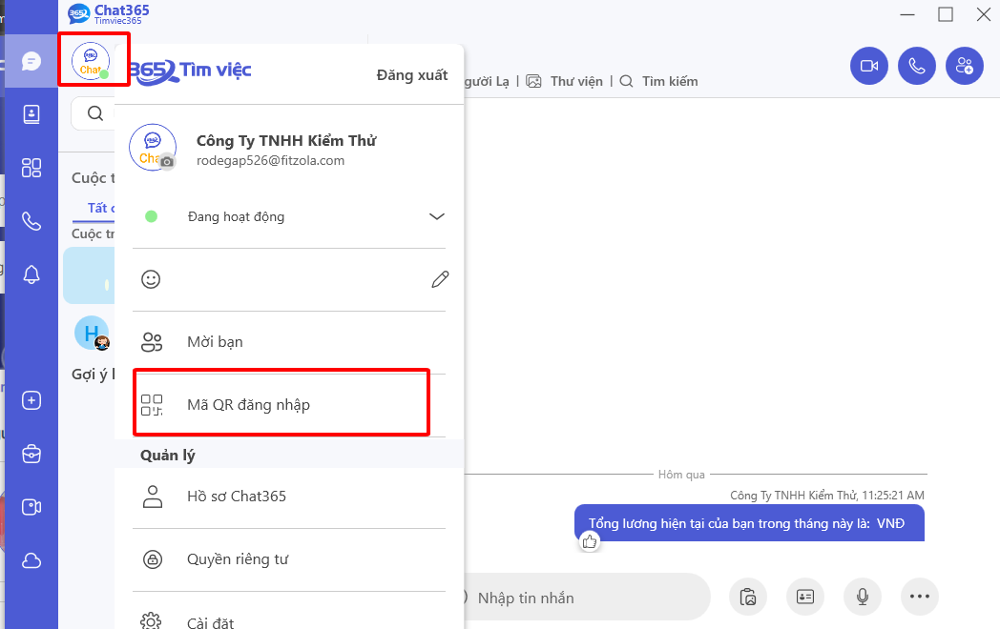 Chat365
Timviec365
Chat
365 Tìm việc
Đăng xuất
gười Lạ | Thư viện | Tìm kiếm
Công Ty TNHH Kiểm Thử
rodegap526@fitzola.com
Cuộc t
Đang hoạt động
Tất c
Cuộc tr
H
Mời bạn
Gợi ý
Mã QR đăng nhập
Quản lý
Hôm qua
Hồ sơ Chat365
Công Ty TNHH Kiểm Thử, 11:25:21 AM
Tổng lương hiện tại của bạn trong tháng này là: VNĐ
Quyền riêng tư
Nhập tin nhắn
Cài đặt